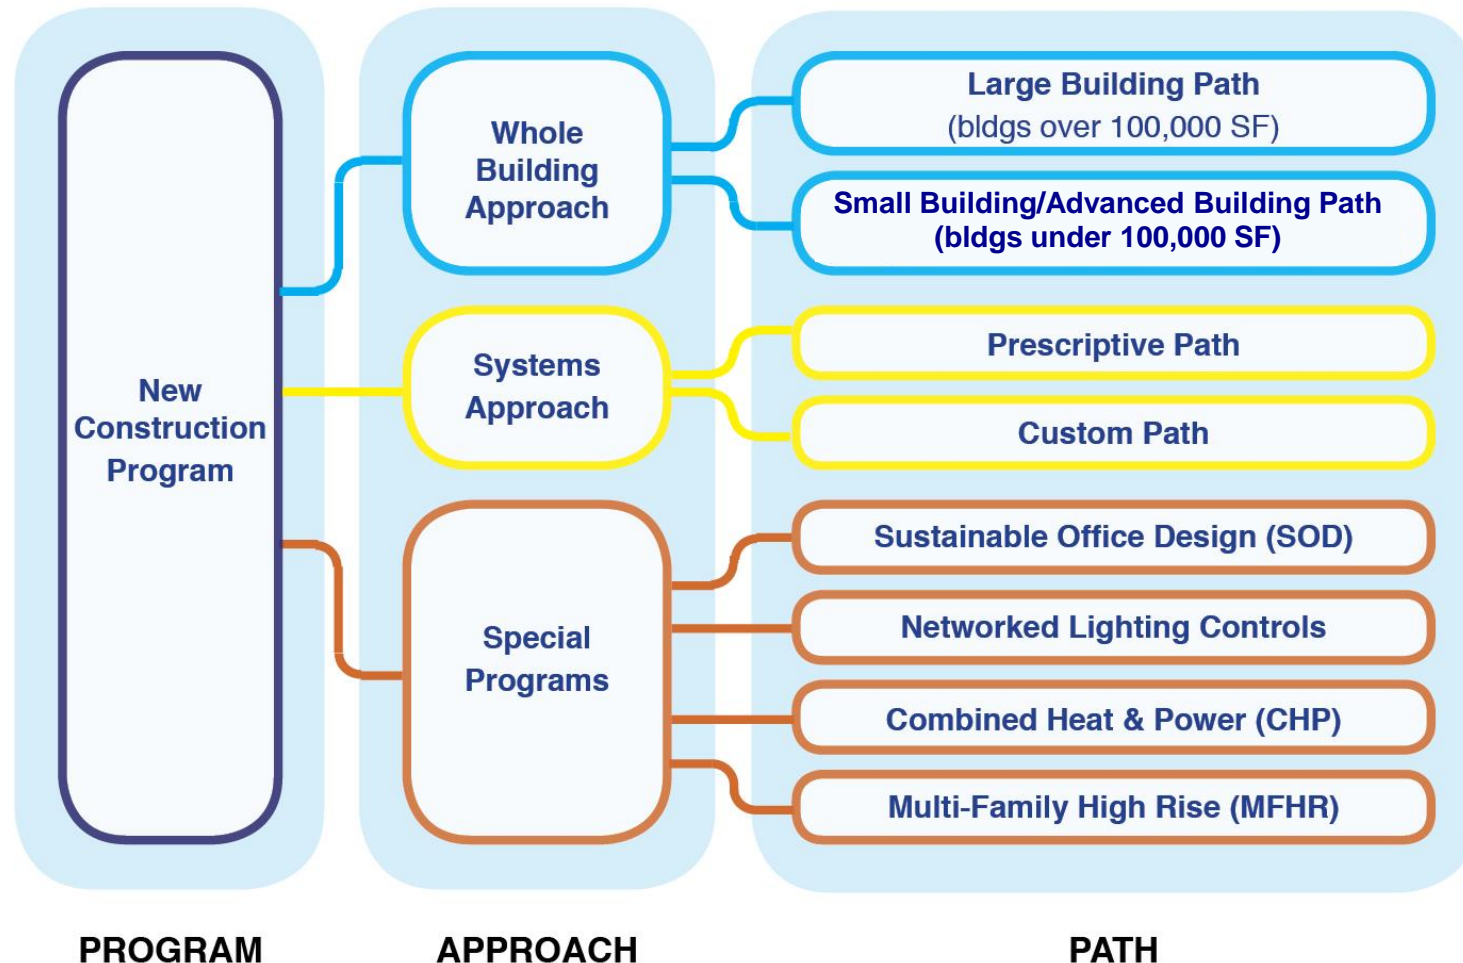 New
Construction
Program
Whole
Building
Approach
Systems
Approach
Special
Programs
Large Building Path
(bldgs over 100,000 SF)
Small Building/Advanced Building Path
(bldgs under 100,000 SF)
Prescriptive Path
Custom Path
Sustainable Office Design (SOD)
Networked Lighting Controls
Combined Heat & Power (CHP)
Multi-Family High Rise (MFHR)
PROGRAM
APPROACH
PATH